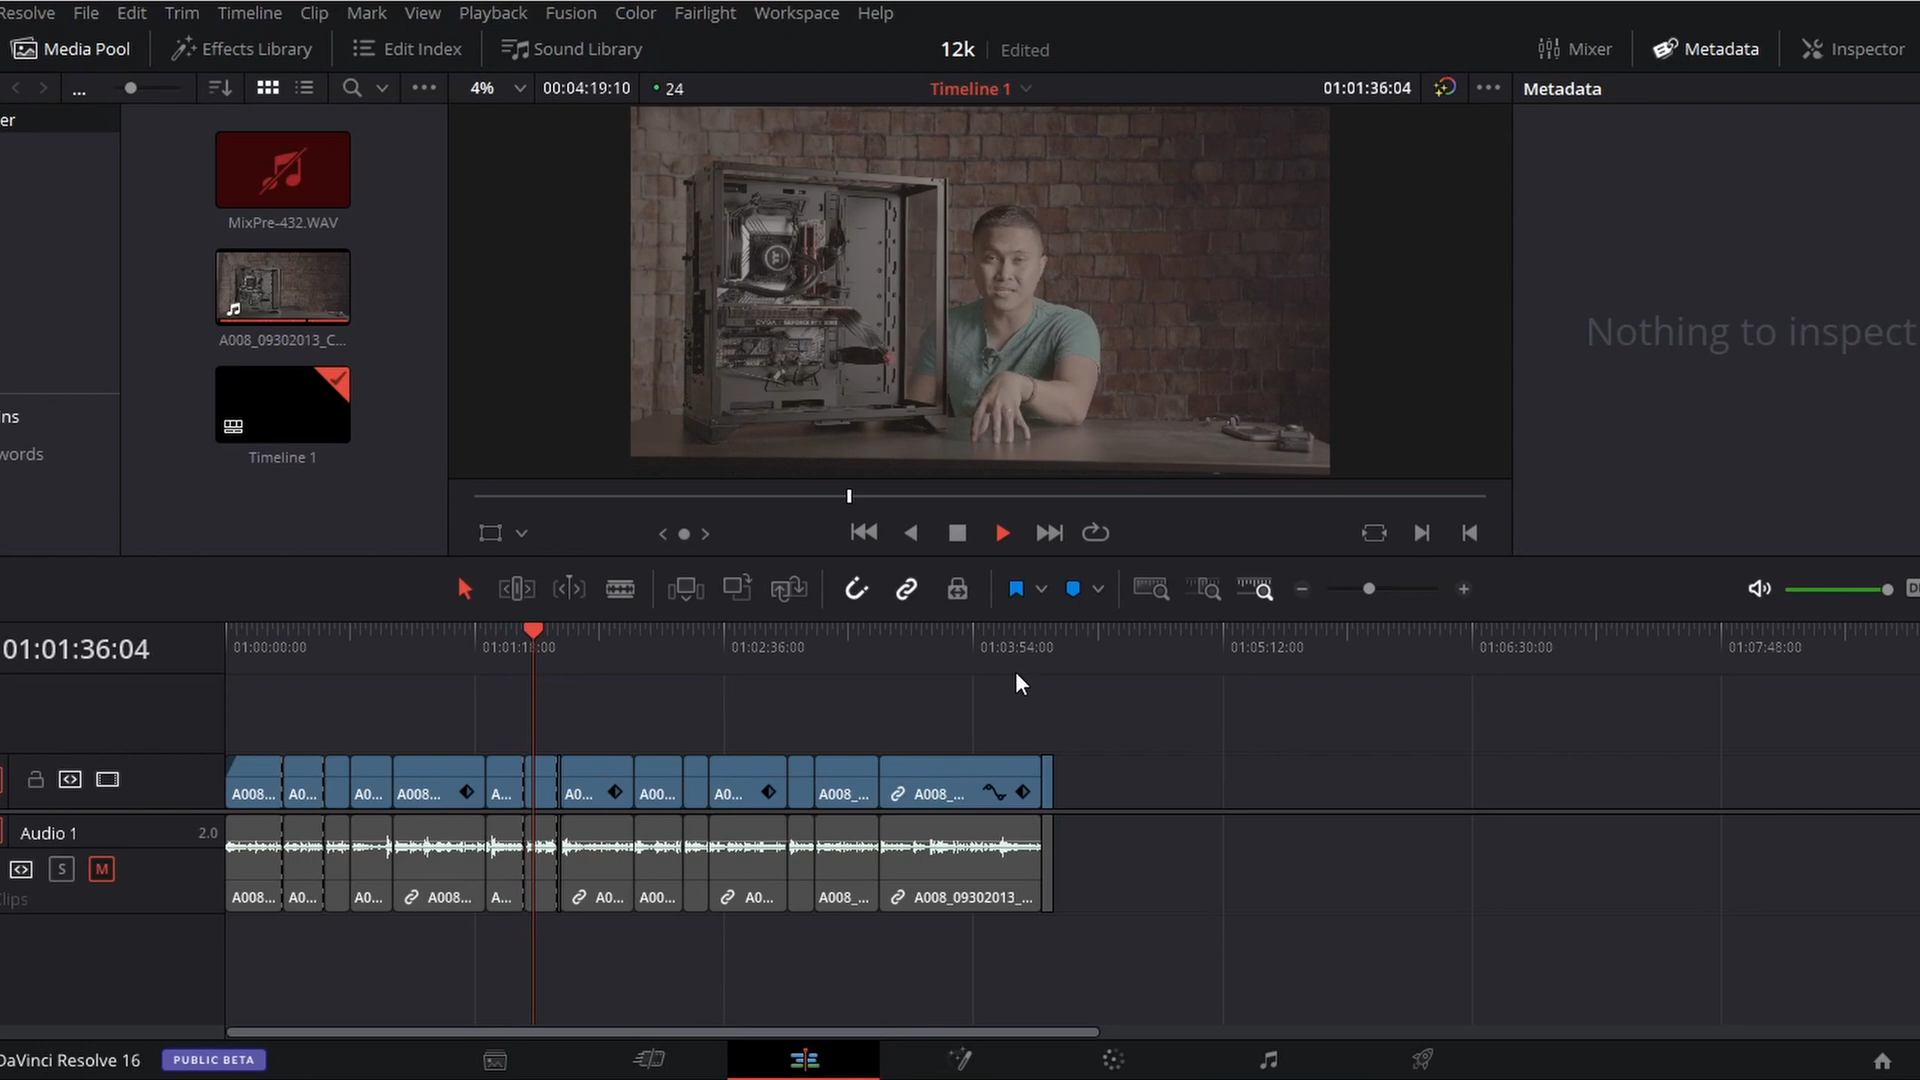 Resolve File Edit Trim Timeline Clip Mark View Playback Fusion Color Fairlight Workspace Help
Media Pool Effects Library Edit Index Sound Library 12k Edited Mixer Metadata Inspector
... 4% 00:04:19:10 24 Timeline 1 01:01:36:04 ... Metadata
er
MixPre-432.WAV
A008_09302013_C...
Timeline 1
ns
words
Nothing to inspect
01:01:36:04
01:00:00:00 01:02:36:00 01:03:54:00 01:05:12:00 01:06:30:00 01:07:48:00
A008... A0... A0... A008... A... A0... A00... A0... A008_... A008_...
Audio 1 2.0
S M
lips
A008... A0... A0... A008... A... A0... A00... A0... A008_... A008_09302013_...
DaVinci Resolve 16 PUBLIC BETA